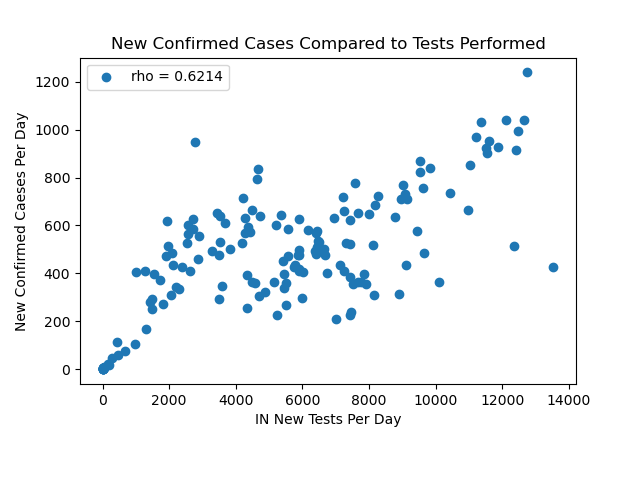 New Confirmed Cases Compared to Tests Performed
rho = 0.6214
New Confirmed Caeses Per Day
1200
1000
800
600
400
200
0
0 2000 4000 6000 8000 10000 12000 14000
IN New Tests Per Day